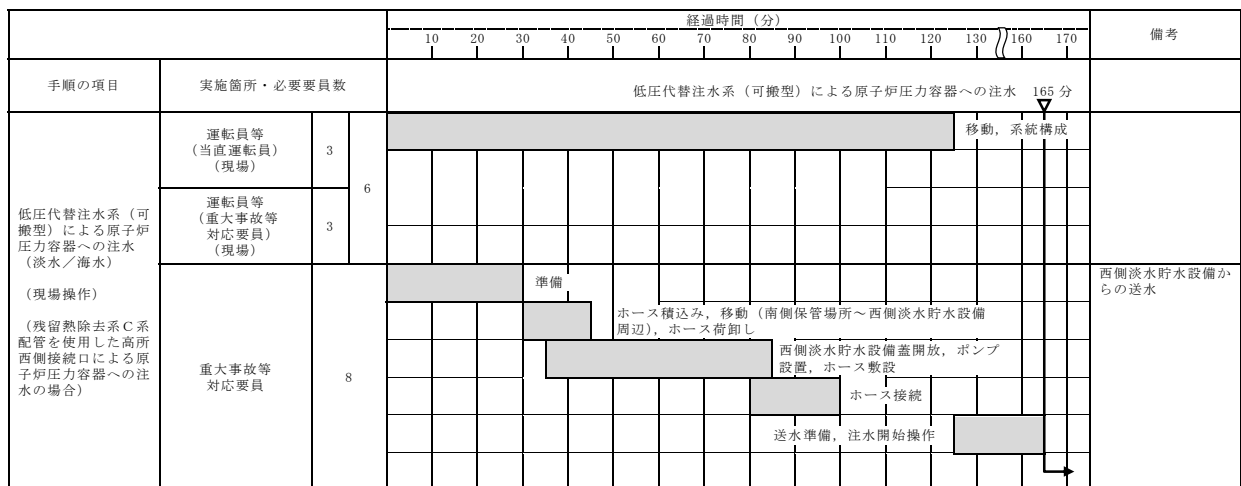 経過時間（分）
備考
10 20 30 40 50 60 70 80 90 100 110 120 130 160 170
手順の項目
実施箇所・必要要員数
低圧代替注水系（可搬型）による原子炉圧力容器への注水 165 分
運転員等
（当直運転員）
（現場）
3
6
移動，系統構成
運転員等
（重大事故等
対応要員）
（現場）
3
低圧代替注水系（可
搬型）による原子炉
圧力容器への注水
（淡水／海水）
（現場操作）
（残留熱除去系Ｃ系
配管を使用した高所
西側接続口による原
子炉圧力容器への注
水の場合）
重大事故等
対応要員
8
準備
ホース積込み，移動（南側保管場所～西側淡水貯水設備
周辺），ホース荷卸し
西側淡水貯水設備蓋開放，ポンプ
設置，ホース敷設
ホース接続
送水準備，注水開始操作
西側淡水貯水設備か
らの送水